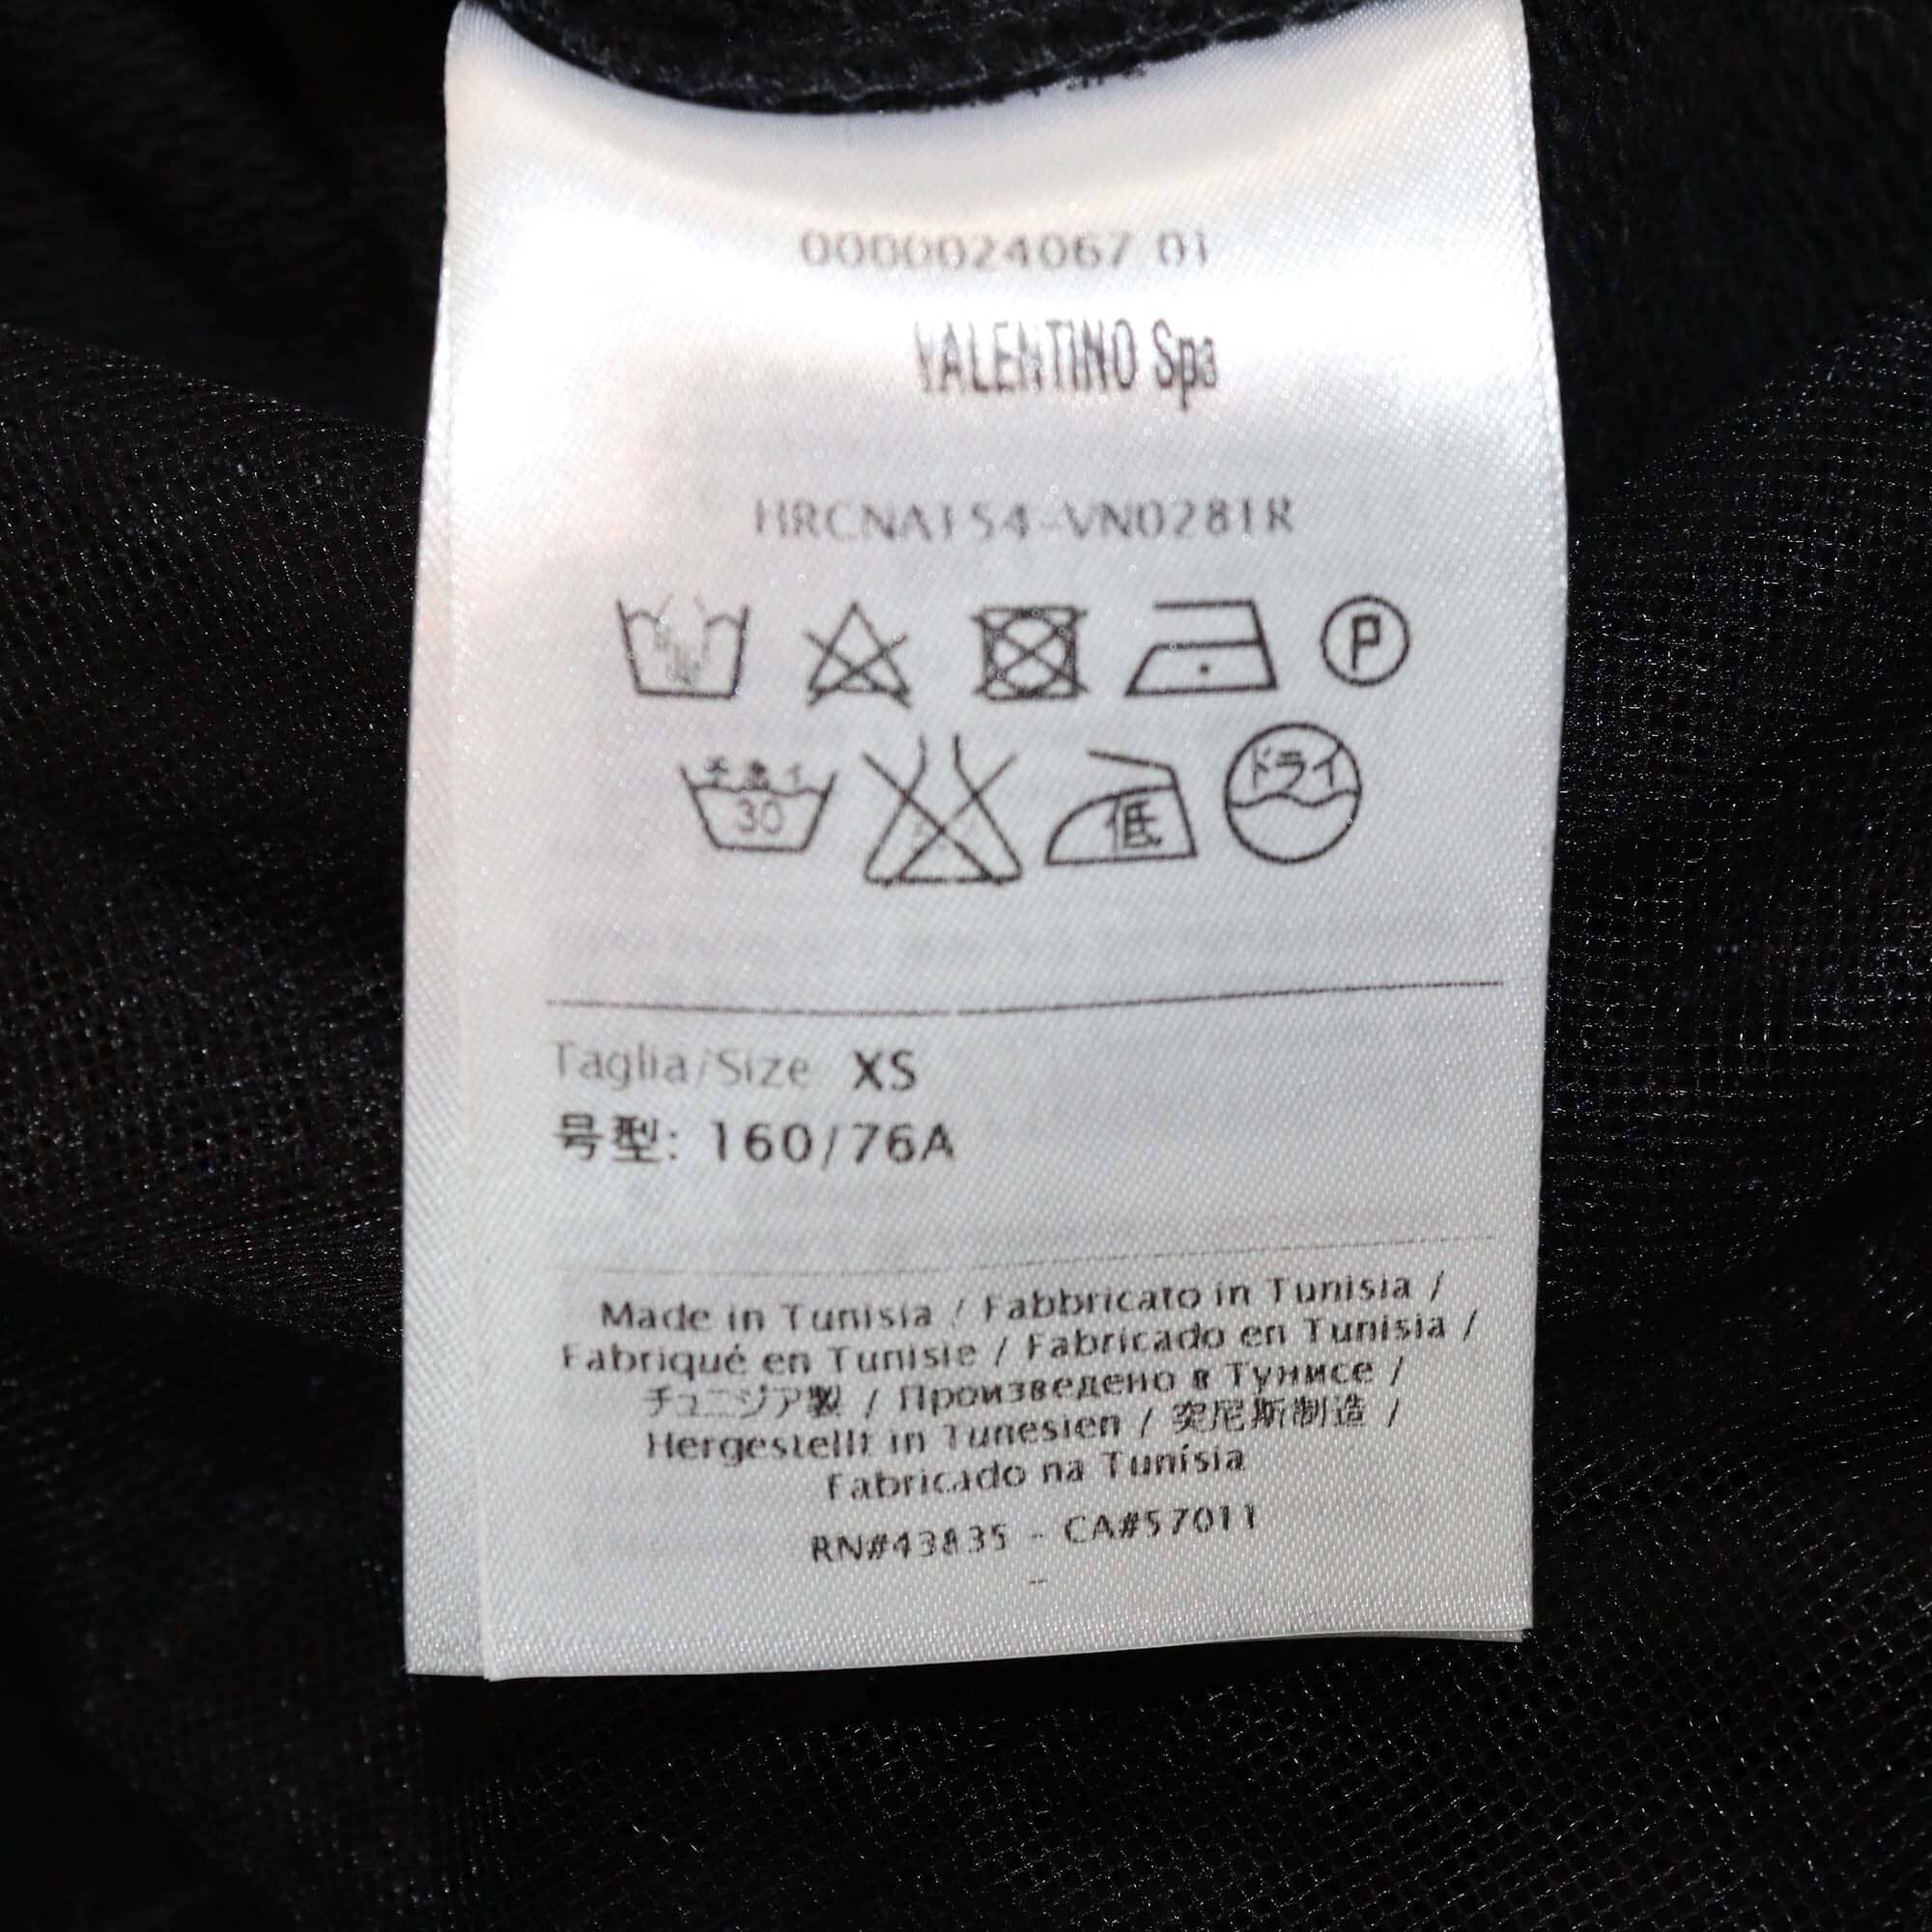 0000024067 01
VALENTINO Spa
HRCNA154-VN0281R
P
手洗イ
30
低
ドライ
Taglia/Size XS
号型: 160/76A
Made in Tunisia / Fabbricato in Tunisia /
Fabriqué en Tunisie / Fabricado en Tunisia /
チュニジア製 / Произведено в Тунисе /
Hergestellt in Tunesien / 突尼斯制造 /
Fabricado na Tunísia
RN#43835 - CA#57011
-